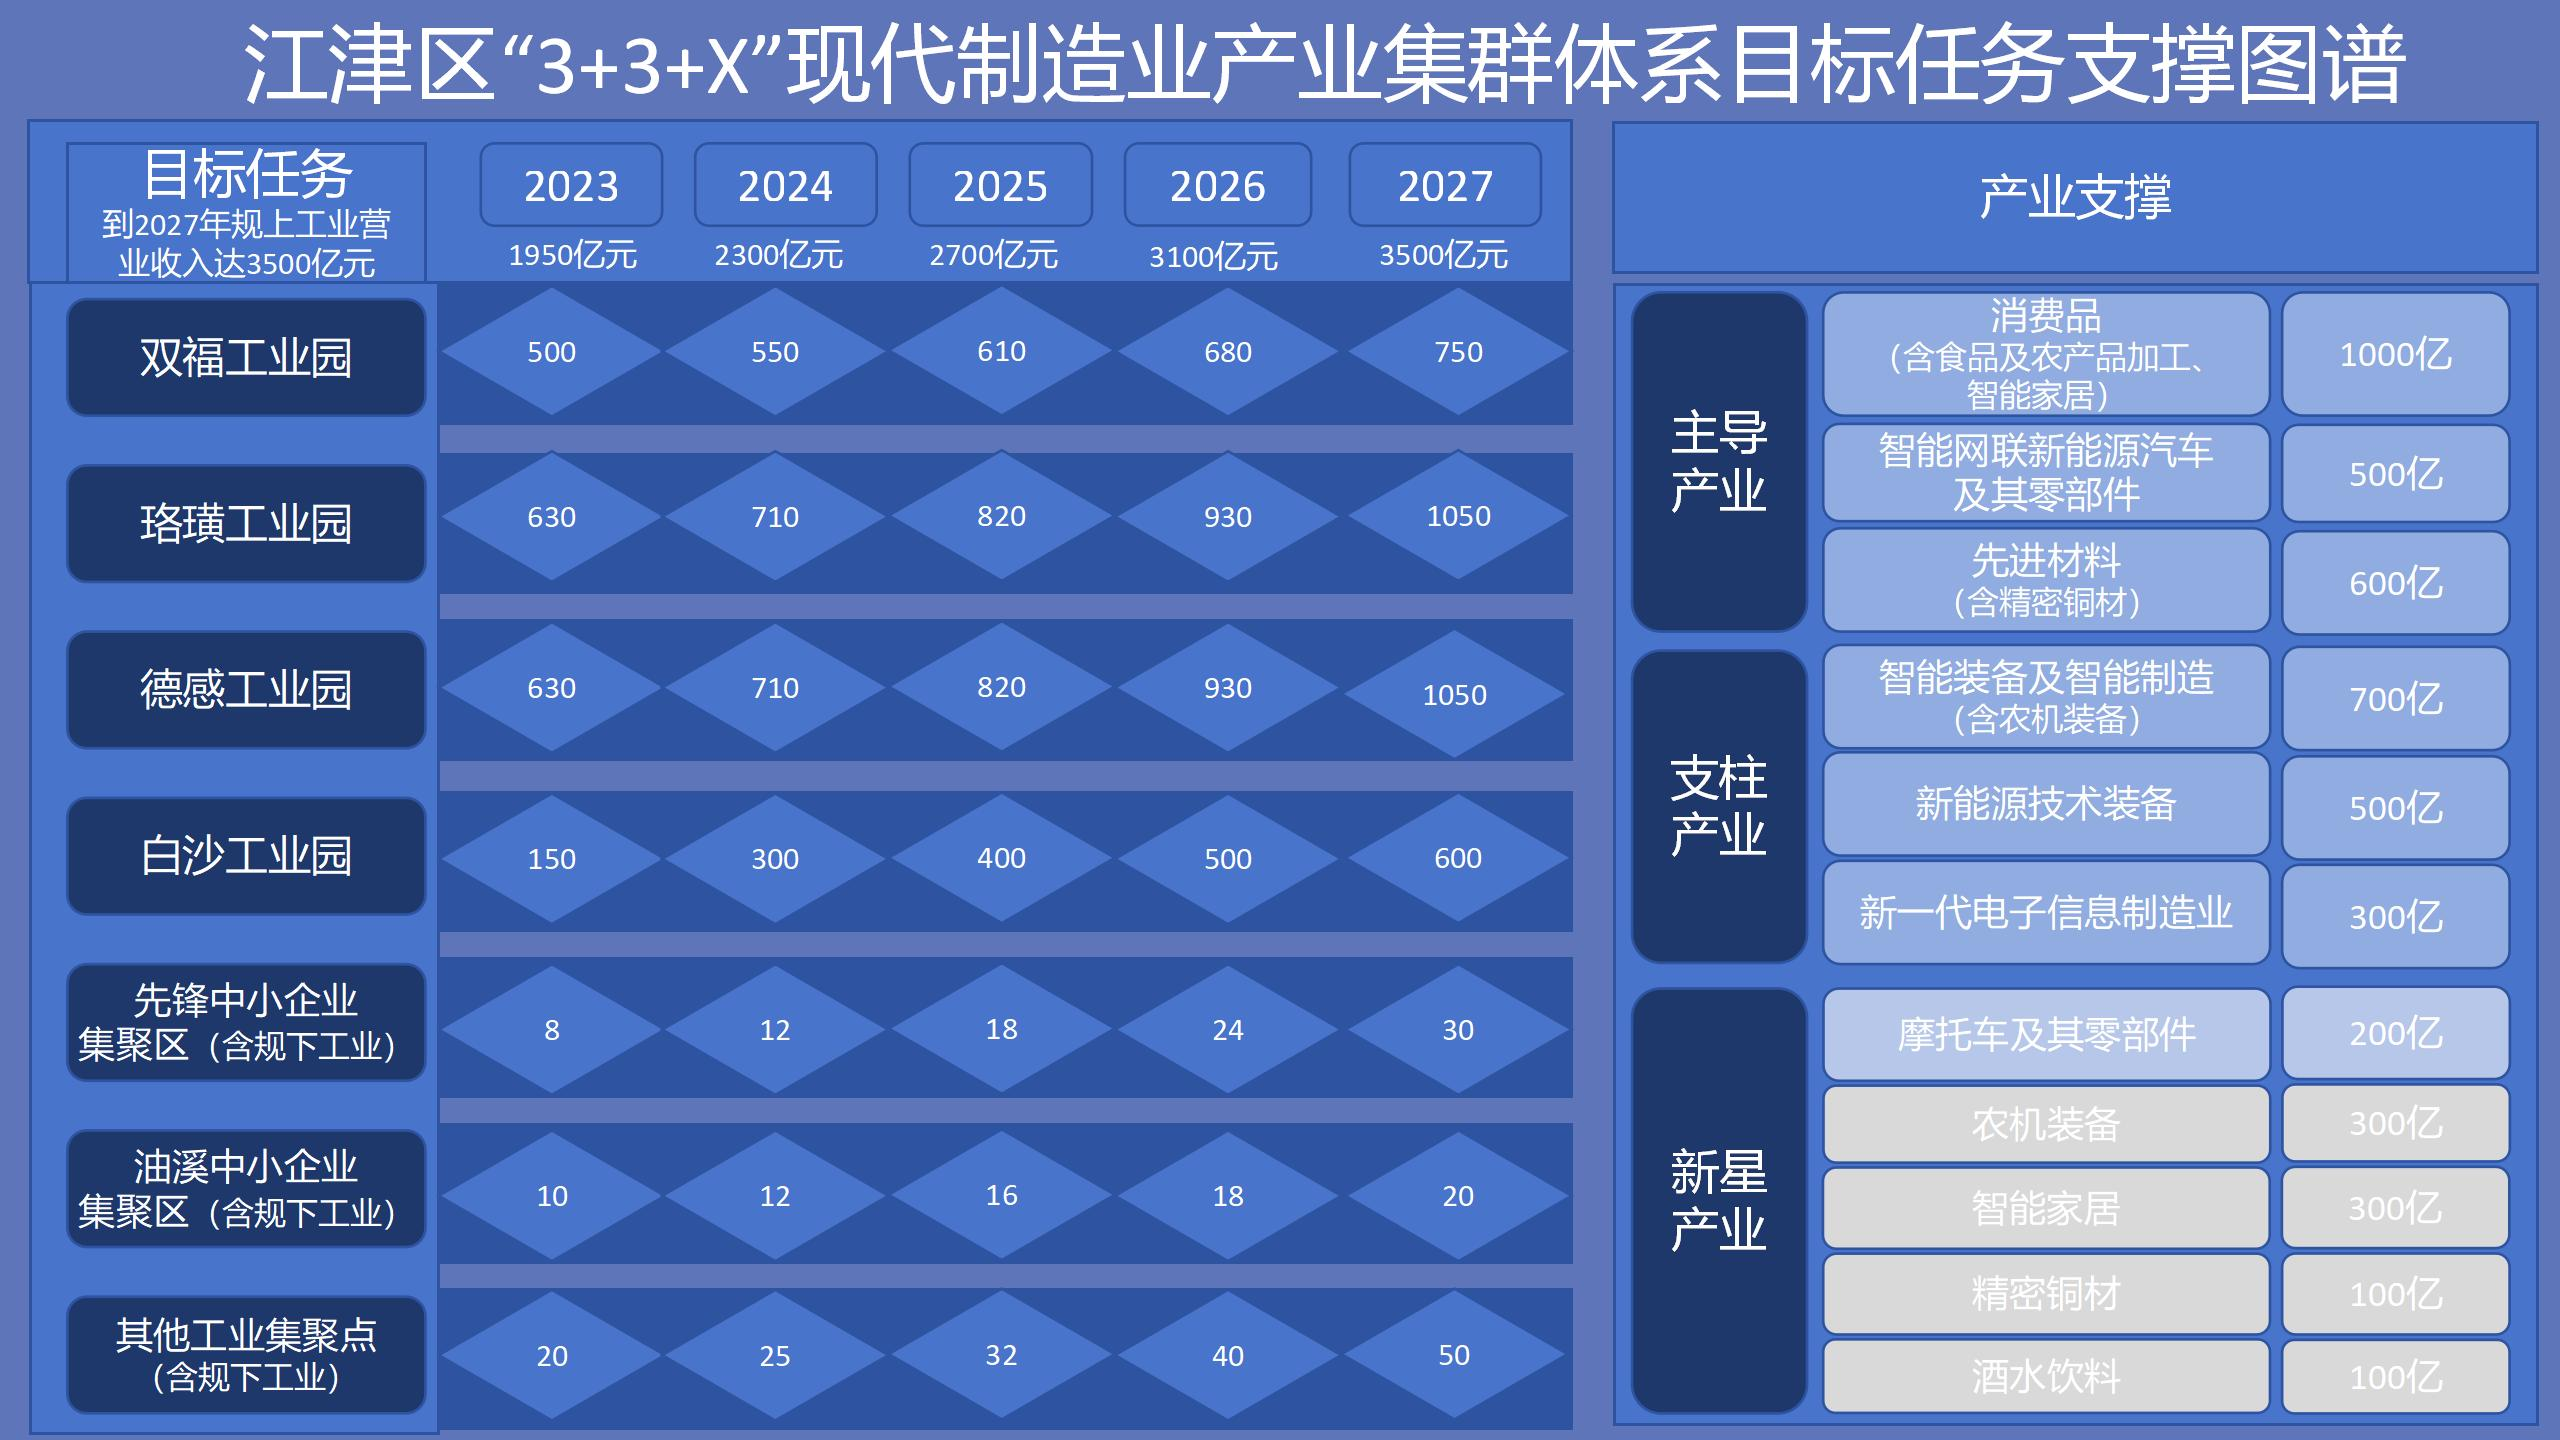 江津区“3+3+X”现代制造业产业集群体系目标任务支撑图谱
目标任务
到2027年规上工业营
业收入达3500亿元
2023
2024
2025
2026
2027
1950亿元
2300亿元
2700亿元
3100亿元
3500亿元
双福工业园
500
550
610
680
750
珞璜工业园
630
710
820
930
1050
德感工业园
630
710
820
930
1050
白沙工业园
150
300
400
500
600
先锋中小企业
集聚区（含规下工业）
8
12
18
24
30
油溪中小企业
集聚区（含规下工业）
10
12
16
18
20
其他工业集聚点
（含规下工业）
20
25
32
40
50
产业支撑
主导
产业
消费品
（含食品及农产品加工、
智能家居）
1000亿
智能网联新能源汽车
及其零部件
500亿
先进材料
（含精密铜材）
600亿
支柱
产业
智能装备及智能制造
（含农机装备）
700亿
新能源技术装备
500亿
新一代电子信息制造业
300亿
新星
产业
摩托车及其零部件
200亿
农机装备
300亿
智能家居
300亿
精密铜材
100亿
酒水饮料
100亿